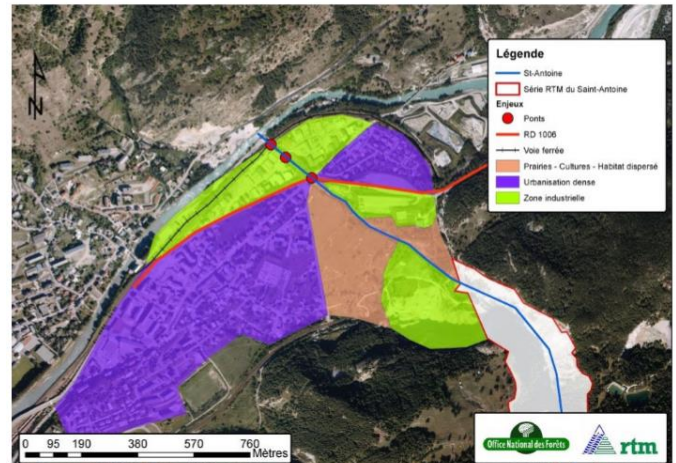 N
Légende
St-Antoine
Série RTM du Saint-Antoine
Enjeux
Ponts
RD 1006
Voie ferrée
Prairies - Cultures - Habitat dispersé
Urbanisation dense
Zone industrielle
0 95 190 380 570 760
Mètres
Office National des Forêts
rtm